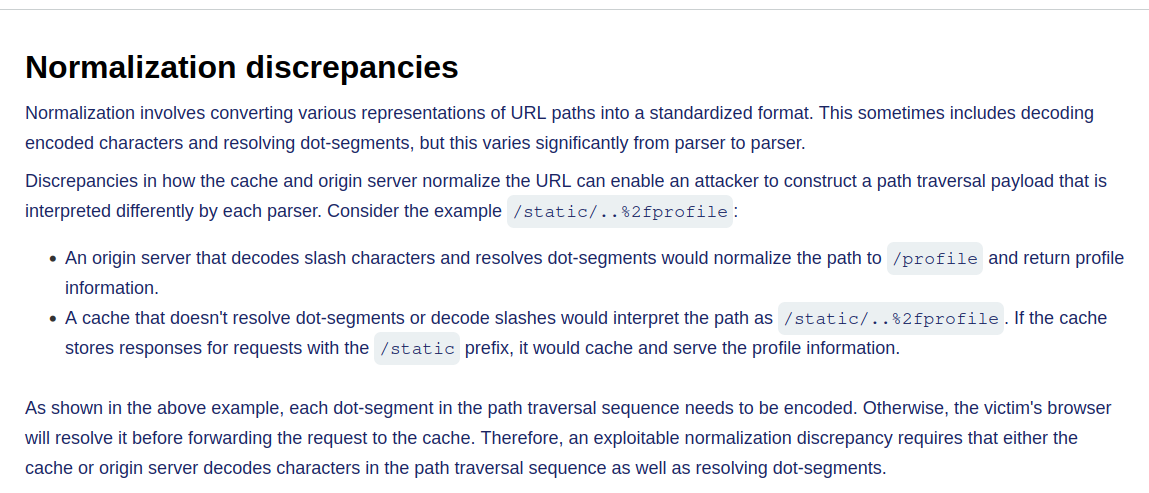 Normalization discrepancies
Normalization involves converting various representations of URL paths into a standardized format. This sometimes includes decoding
encoded characters and resolving dot-segments, but this varies significantly from parser to parser.
Discrepancies in how the cache and origin server normalize the URL can enable an attacker to construct a path traversal payload that is
interpreted differently by each parser. Consider the example /static/..%2fprofile:
• An origin server that decodes slash characters and resolves dot-segments would normalize the path to /profile and return profile
information.
• A cache that doesn't resolve dot-segments or decode slashes would interpret the path as /static/..%2fprofile. If the cache
stores responses for requests with the /static prefix, it would cache and serve the profile information.
As shown in the above example, each dot-segment in the path traversal sequence needs to be encoded. Otherwise, the victim's browser
will resolve it before forwarding the request to the cache. Therefore, an exploitable normalization discrepancy requires that either the
cache or origin server decodes characters in the path traversal sequence as well as resolving dot-segments.